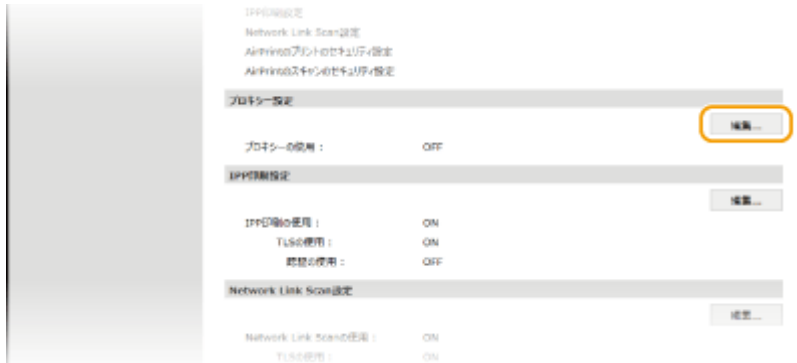 IPP印刷設定
Network Link Scan設定
AirPrintのプリントのセキュリティ設定
AirPrintのスキャンのセキュリティ設定
プロキシー設定
編集...
プロキシーの使用： OFF
IPP印刷設定
編集...
IPP印刷の使用： ON
TLSの使用： ON
認証の使用： OFF
Network Link Scan設定
編集...
Network Link Scanの使用： ON
TLSの使用： ON